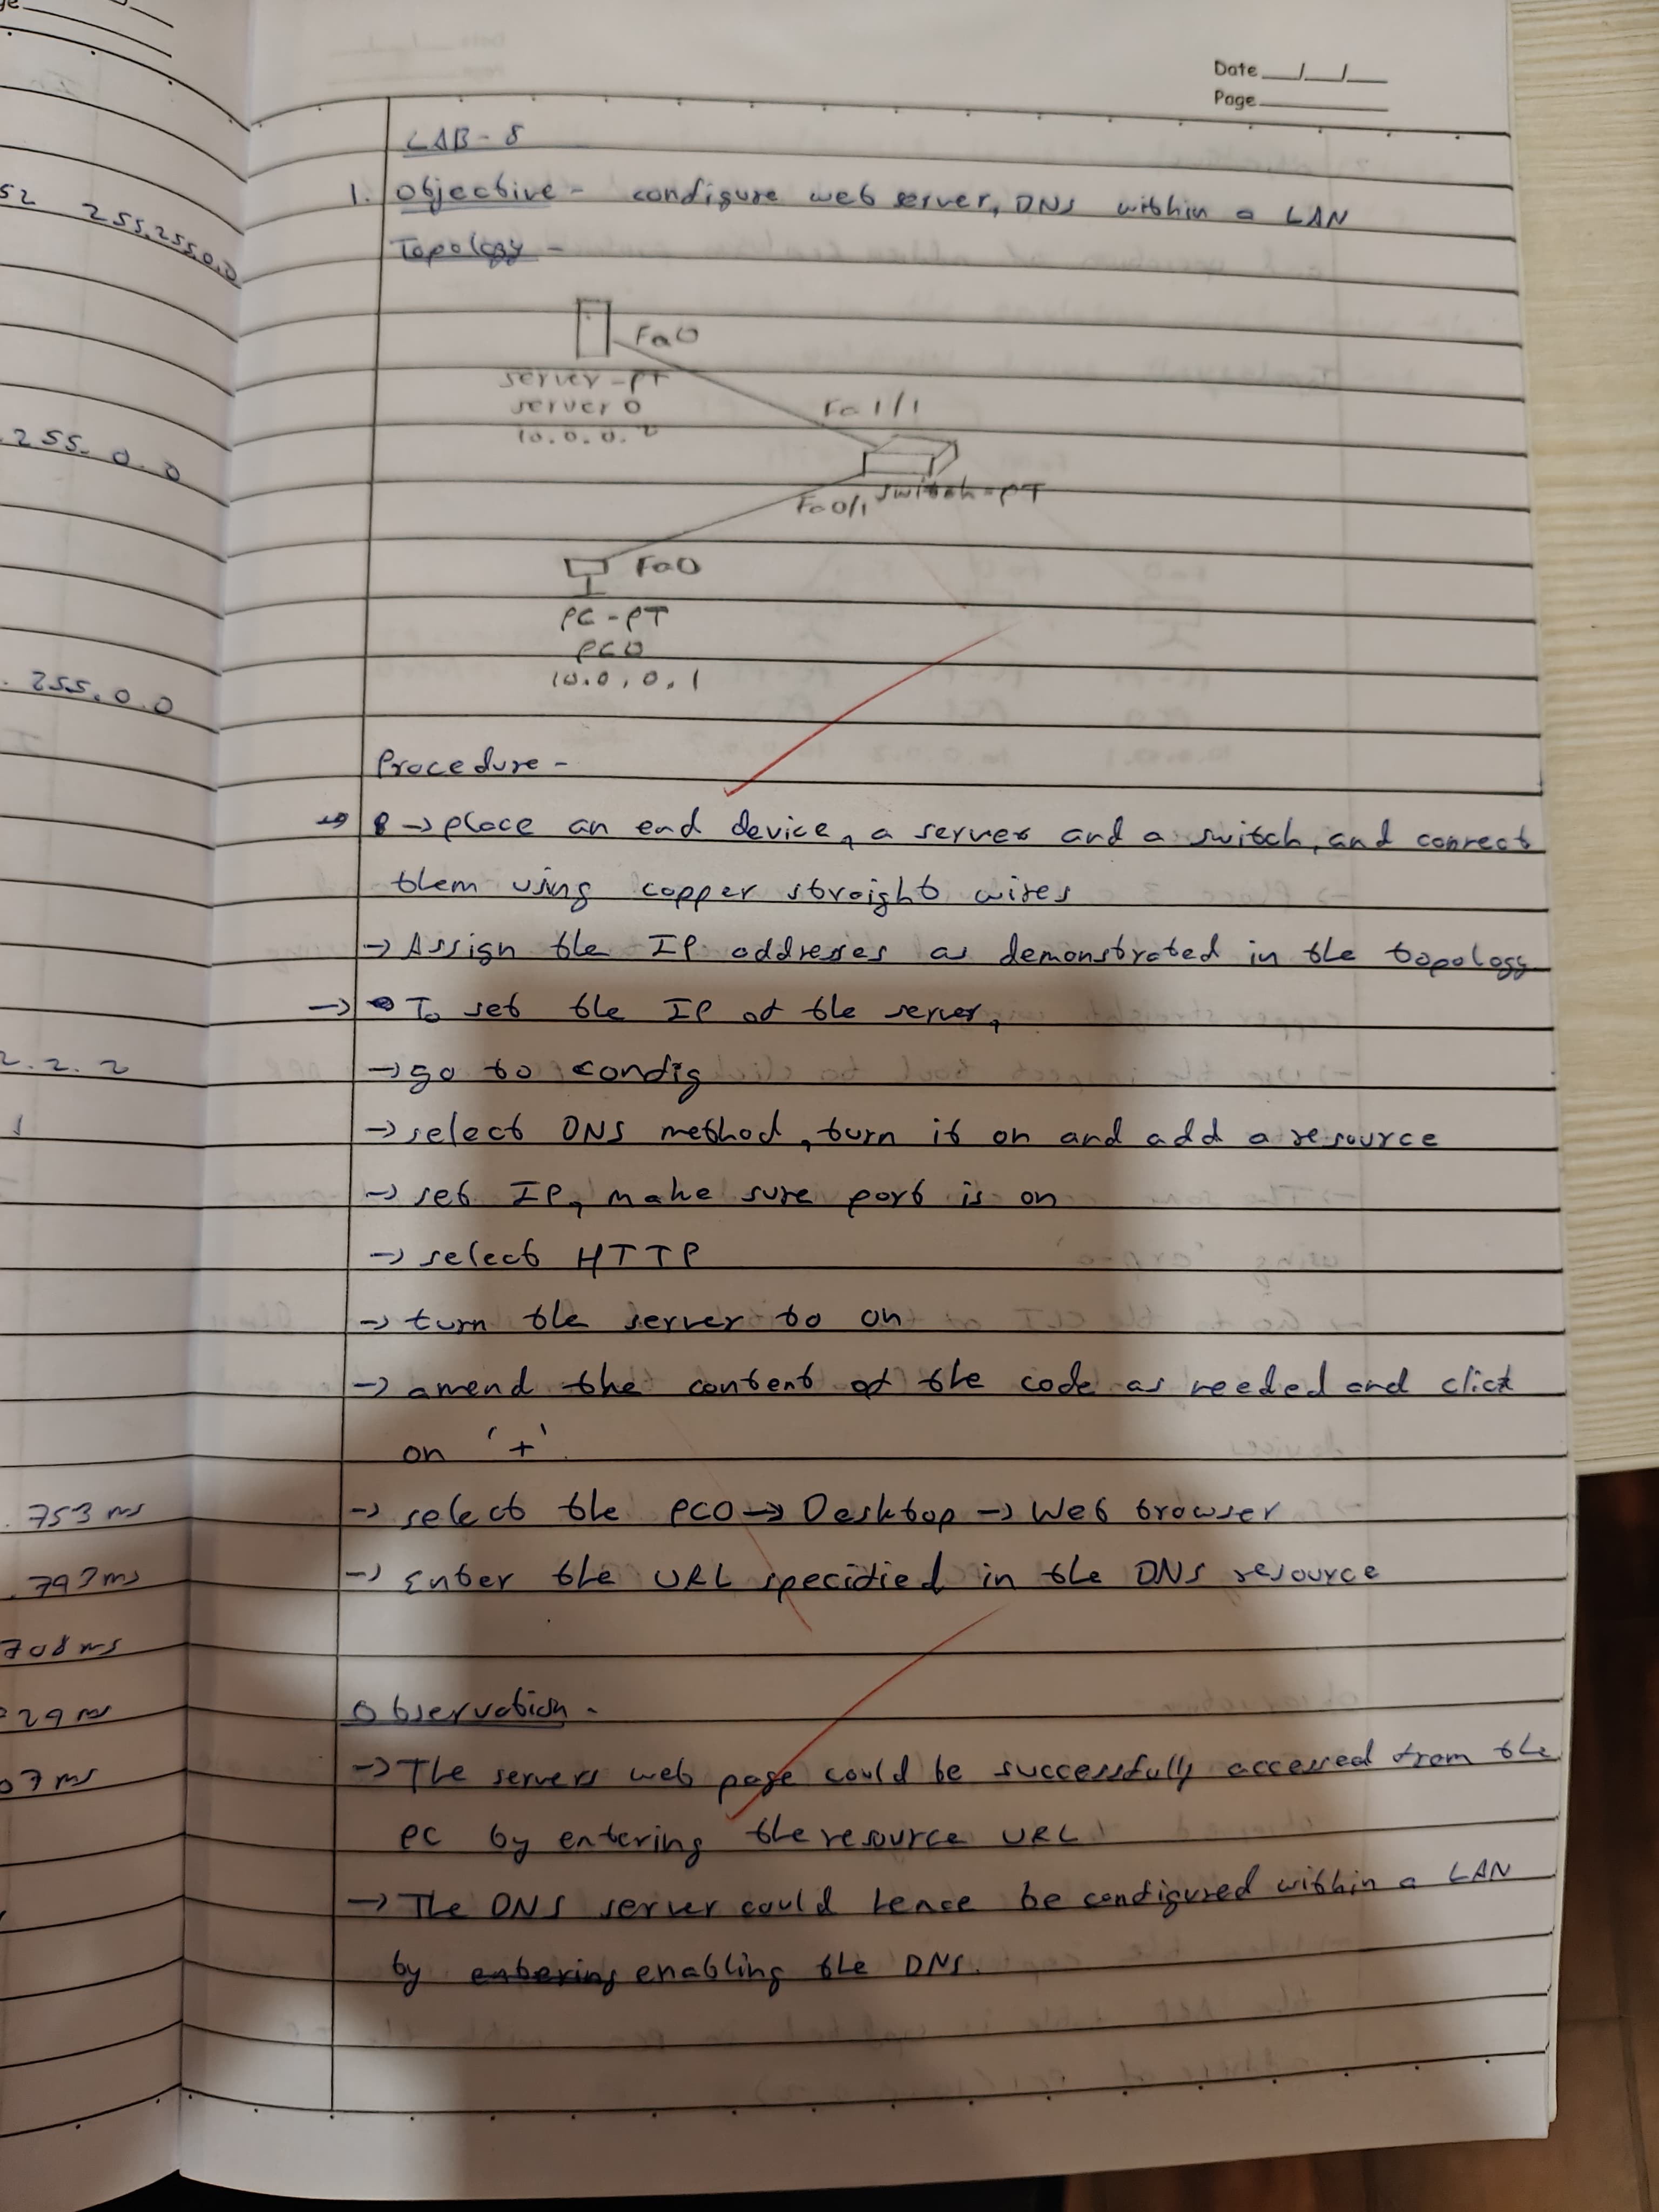 Date __/__/__
Page
LAB-8
1. Objective - configure web server, DNS within a LAN
Topology -
Fa0
server-PT
server 0
10.0.0.2
Fa1/1
Fa0/1 switch-PT
Fa0
PC-PT
PC0
10.0.0.1
Procedure -
→ → place an end device, a server and a switch, and connect
them using copper straight wires
→ Assign the IP addresses as demonstrated in the topology
→ To set the IP of the server,
→ go to config
→ select DNS method, turn it on and add a resource
→ set IP, make sure port is on
→ select HTTP
→ turn the server to on
→ amend the content of the code as needed and click
on '+'.
→ select the PC0 → Desktop → Web browser
→ Enter the URL specified in the DNS resource
Observation -
→ The servers web page could be successfully accessed from the
PC by entering the resource URL
→ The DNS server could hence be configured within a LAN
by entering enabling the DNS.
52 255.255.0.0
.255.0.0
.255.0.0
2.2.2
.753 ms
.793 ms
708 ms
29 ms
07 ms